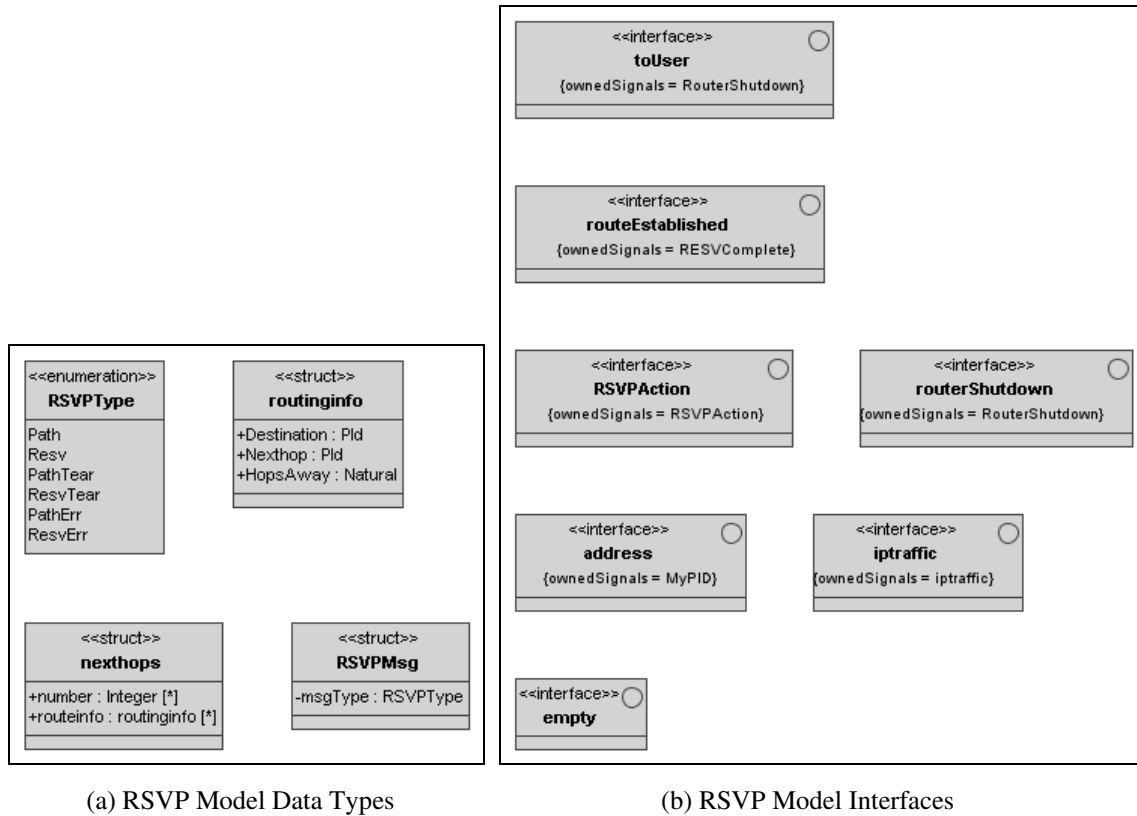 <<enumeration>>
RSVPType
Path
Resv
PathTear
ResvTear
PathErr
ResvErr
<<struct>>
routinginfo
+Destination : PId
+Nexthop : PId
+HopsAway : Natural
<<struct>>
nexthops
+number : Integer [*]
+routeinfo : routinginfo [*]
<<struct>>
RSVPMsg
-msgType : RSVPType
(a) RSVP Model Data Types
<<interface>>
toUser
{ownedSignals = RouterShutdown}
<<interface>>
routeEstablished
{ownedSignals = RESVComplete}
<<interface>>
RSVPAction
{ownedSignals = RSVPAction}
<<interface>>
routerShutdown
{ownedSignals = RouterShutdown}
<<interface>>
address
{ownedSignals = MyPID}
<<interface>>
iptraffic
{ownedSignals = iptraffic}
<<interface>>
empty
(b) RSVP Model Interfaces